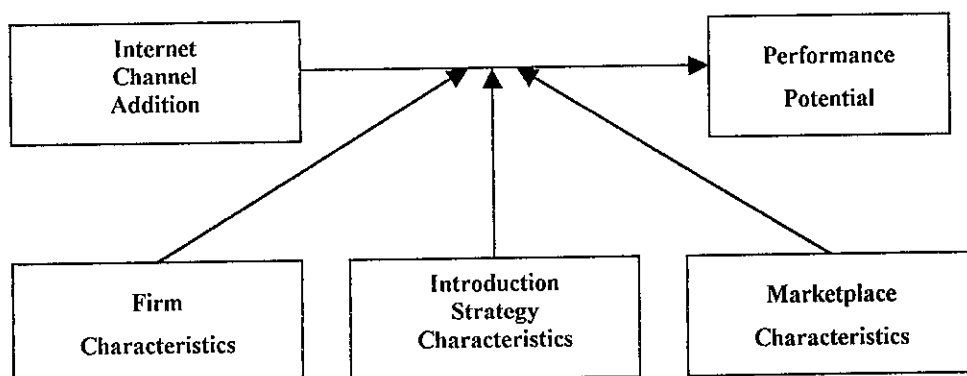 Internet
Channel
Addition
Performance
Potential
Firm
Characteristics
Introduction
Strategy
Characteristics
Marketplace
Characteristics